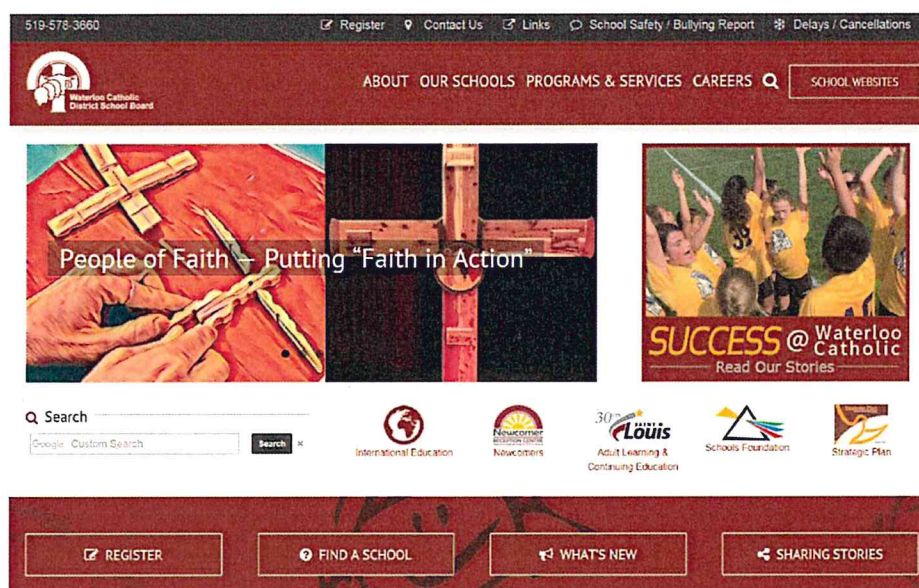 519-578-3660 Register Contact Us Links School Safety / Bullying Report Delays / Cancellations
Waterloo Catholic
District School Board
ABOUT OUR SCHOOLS PROGRAMS & SERVICES CAREERS SCHOOL WEBSITES
People of Faith – Putting "Faith in Action"
SUCCESS @ Waterloo Catholic
Read Our Stories
Search
Google Custom Search Search ×
International Education
Newcomer
RECEPTION CENTRE
Newcomers
30th SAINT
Louis
Adult Learning &
Continuing Education
Schools Foundation
Strategic Plan
REGISTER FIND A SCHOOL WHAT'S NEW SHARING STORIES